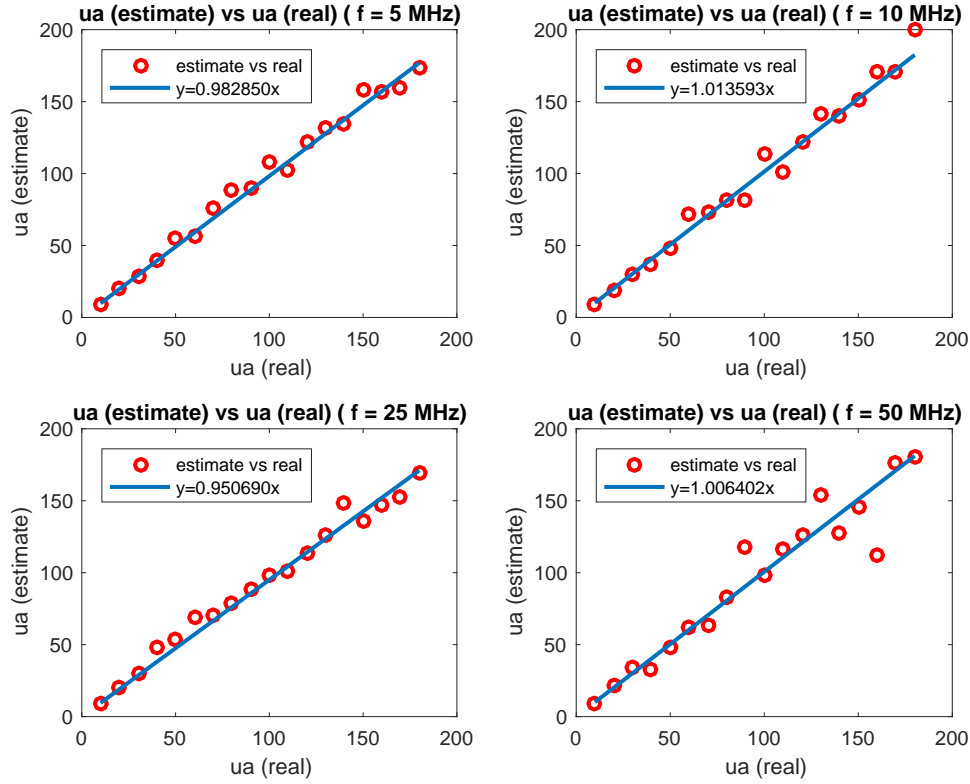 ua (estimate) vs ua (real) ( f = 5 MHz)
200
150
100
50
0
ua (estimate)
estimate vs real
y=0.982850x
0 50 100 150 200
ua (real)
ua (estimate) vs ua (real) ( f = 10 MHz)
200
150
100
50
0
ua (estimate)
estimate vs real
y=1.013593x
0 50 100 150 200
ua (real)
ua (estimate) vs ua (real) ( f = 25 MHz)
200
150
100
50
0
ua (estimate)
estimate vs real
y=0.950690x
0 50 100 150 200
ua (real)
ua (estimate) vs ua (real) ( f = 50 MHz)
200
150
100
50
0
ua (estimate)
estimate vs real
y=1.006402x
0 50 100 150 200
ua (real)